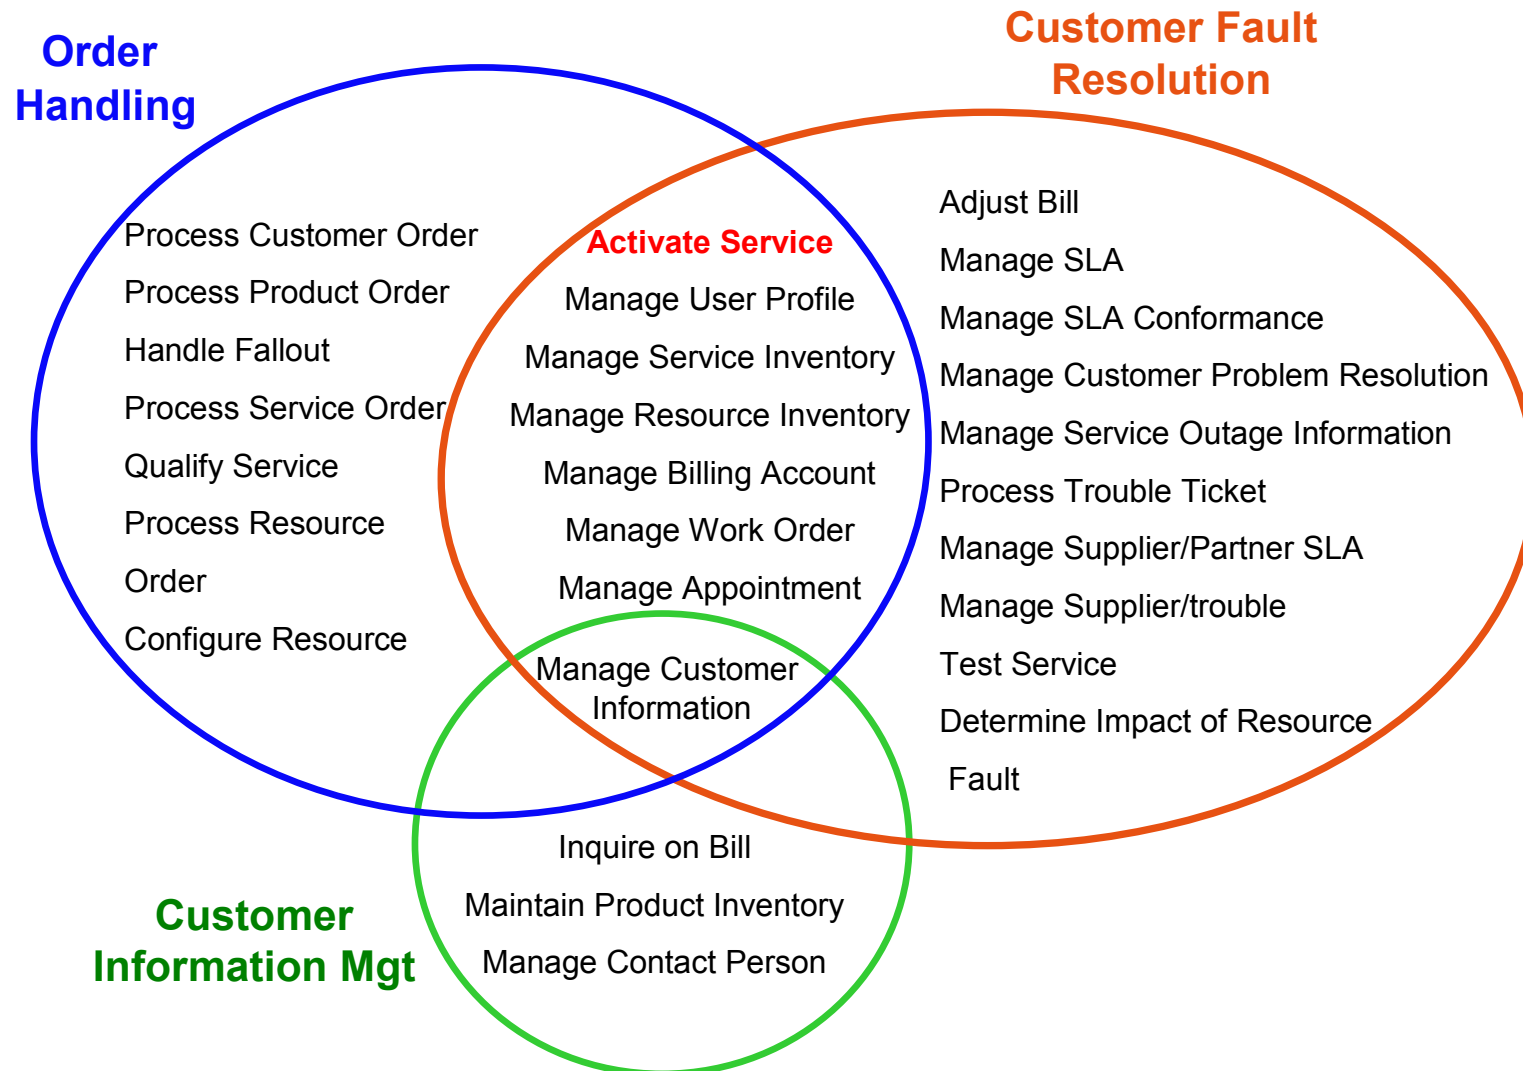 Order
Handling
Customer Fault
Resolution
Process Customer Order
Process Product Order
Handle Fallout
Process Service Order
Qualify Service
Process Resource
Order
Configure Resource
Activate Service
Manage User Profile
Manage Service Inventory
Manage Resource Inventory
Manage Billing Account
Manage Work Order
Manage Appointment
Manage Customer
Information
Adjust Bill
Manage SLA
Manage SLA Conformance
Manage Customer Problem Resolution
Manage Service Outage Information
Process Trouble Ticket
Manage Supplier/Partner SLA
Manage Supplier/trouble
Test Service
Determine Impact of Resource
Fault
Inquire on Bill
Maintain Product Inventory
Manage Contact Person
Customer
Information Mgt